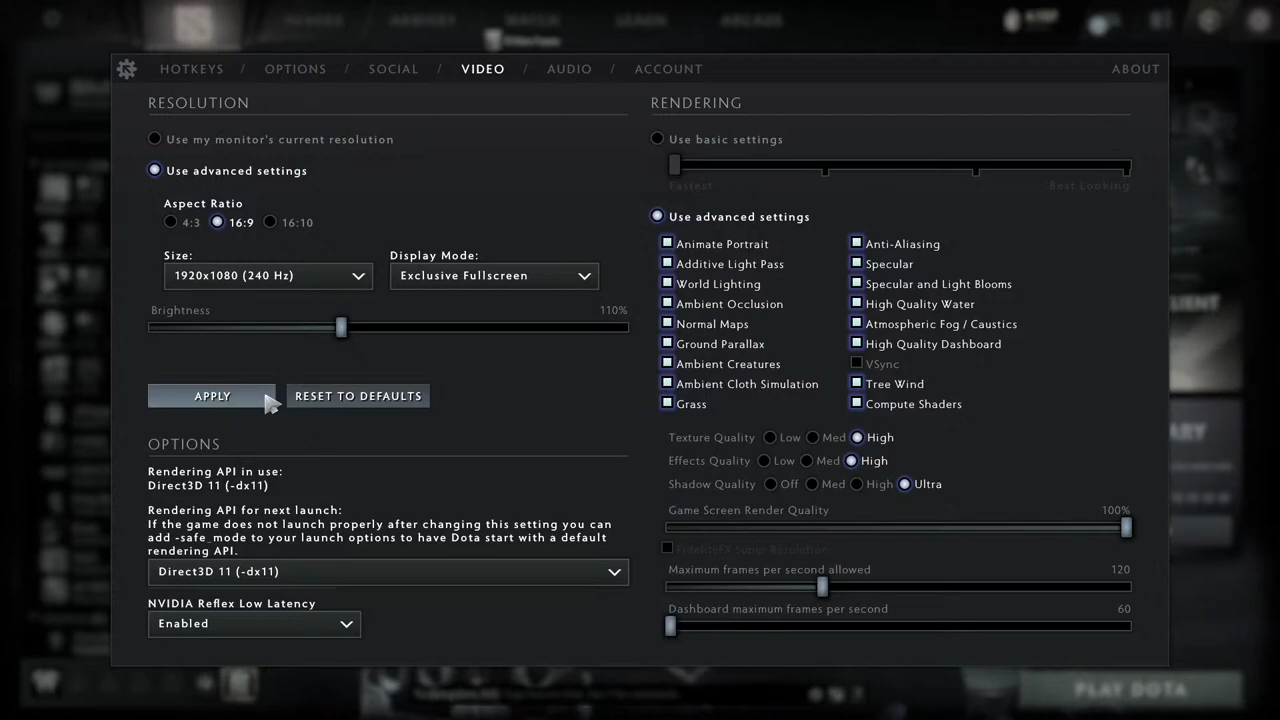 HOTKEYS / OPTIONS / SOCIAL / VIDEO / AUDIO / ACCOUNT ABOUT
RESOLUTION
Use my monitor's current resolution
Use advanced settings
Aspect Ratio
4:3 16:9 16:10
Size: Display Mode:
1920x1080 (240 Hz) Exclusive Fullscreen
Brightness 110%
APPLY RESET TO DEFAULTS
OPTIONS
Rendering API in use:
Direct3D 11 (-dx11)
Rendering API for next launch:
If the game does not launch properly after changing this setting you can
add -safe_mode to your launch options to have Dota start with a default
rendering API.
Direct3D 11 (-dx11)
NVIDIA Reflex Low Latency
Enabled
RENDERING
Use basic settings
Fastest Best Looking
Use advanced settings
Animate Portrait Anti-Aliasing
Additive Light Pass Specular
World Lighting Specular and Light Blooms
Ambient Occlusion High Quality Water
Normal Maps Atmospheric Fog / Caustics
Ground Parallax High Quality Dashboard
Ambient Creatures VSync
Ambient Cloth Simulation Tree Wind
Grass Compute Shaders
Texture Quality Low Med High
Effects Quality Low Med High
Shadow Quality Off Med High Ultra
Game Screen Render Quality 100%
FidelityFX Super Resolution
Maximum frames per second allowed 120
Dashboard maximum frames per second 60
PLAY DOTA